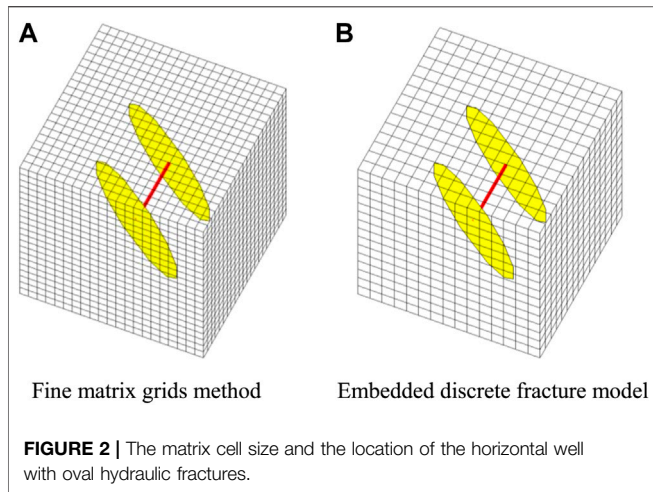 A
B
Fine matrix grids method
Embedded discrete fracture model
FIGURE 2 | The matrix cell size and the location of the horizontal well
with oval hydraulic fractures.